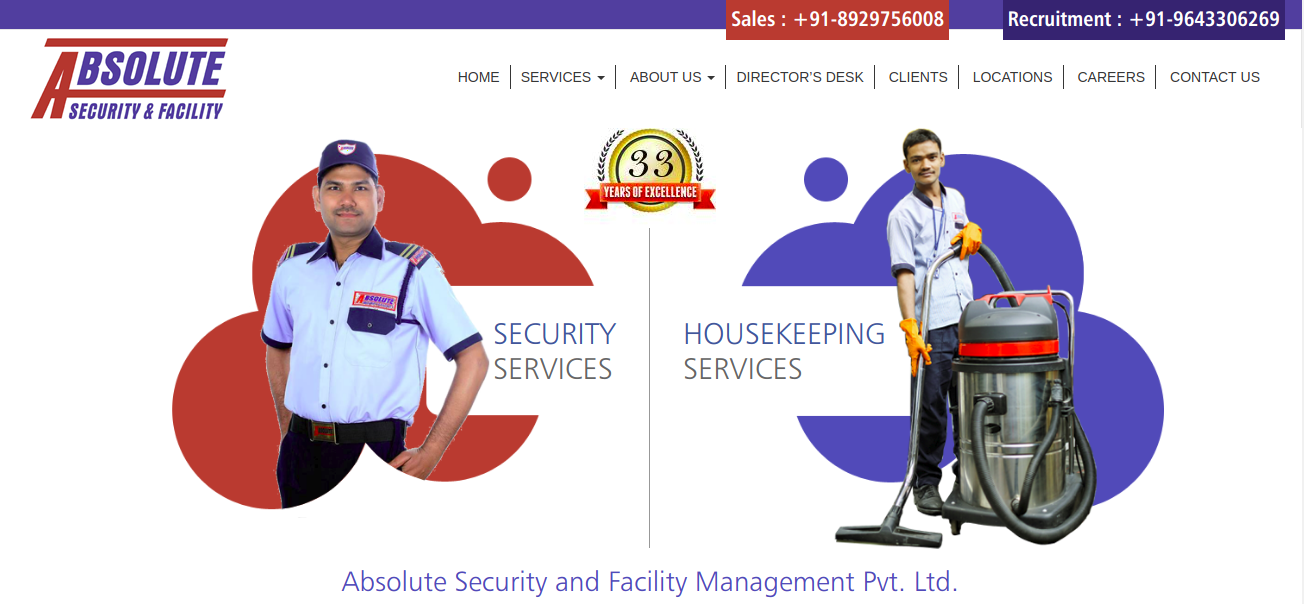 Sales : +91-8929756008
Recruitment : +91-9643306269
ABSOLUTE
SECURITY & FACILITY
HOME
SERVICES
ABOUT US
DIRECTOR'S DESK
CLIENTS
LOCATIONS
CAREERS
CONTACT US
33
YEARS OF EXCELLENCE
ABSOLUTE
SECURITY
SERVICES
HOUSEKEEPING
SERVICES
Absolute Security and Facility Management Pvt. Ltd.